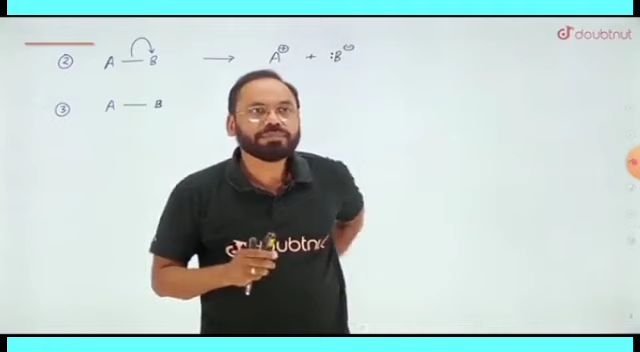 doubtnut
② A — B → A⊕ + :B⊖
③ A — B
doubtnut